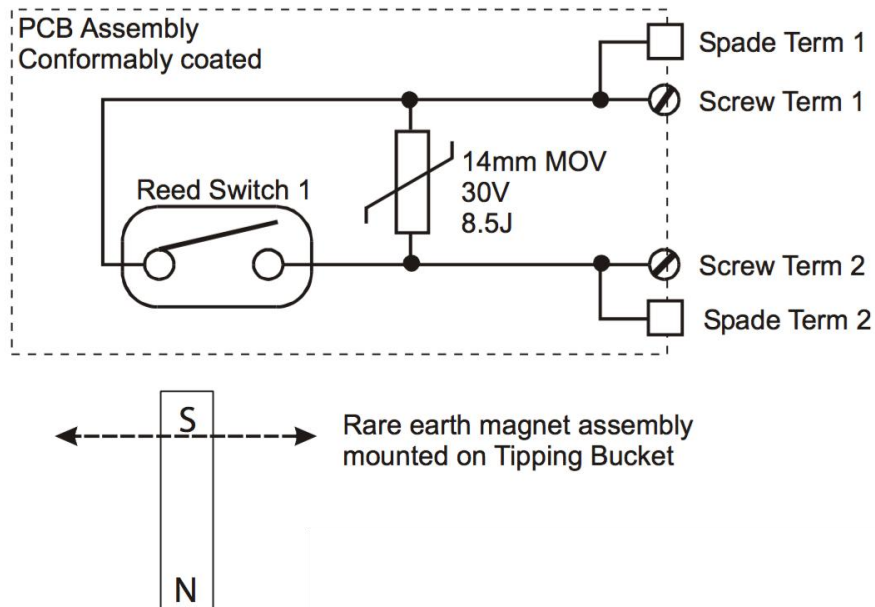 PCB Assembly
Conformably coated
Spade Term 1
Screw Term 1
14mm MOV
30V
8.5J
Reed Switch 1
Screw Term 2
Spade Term 2
S
Rare earth magnet assembly
mounted on Tipping Bucket
N